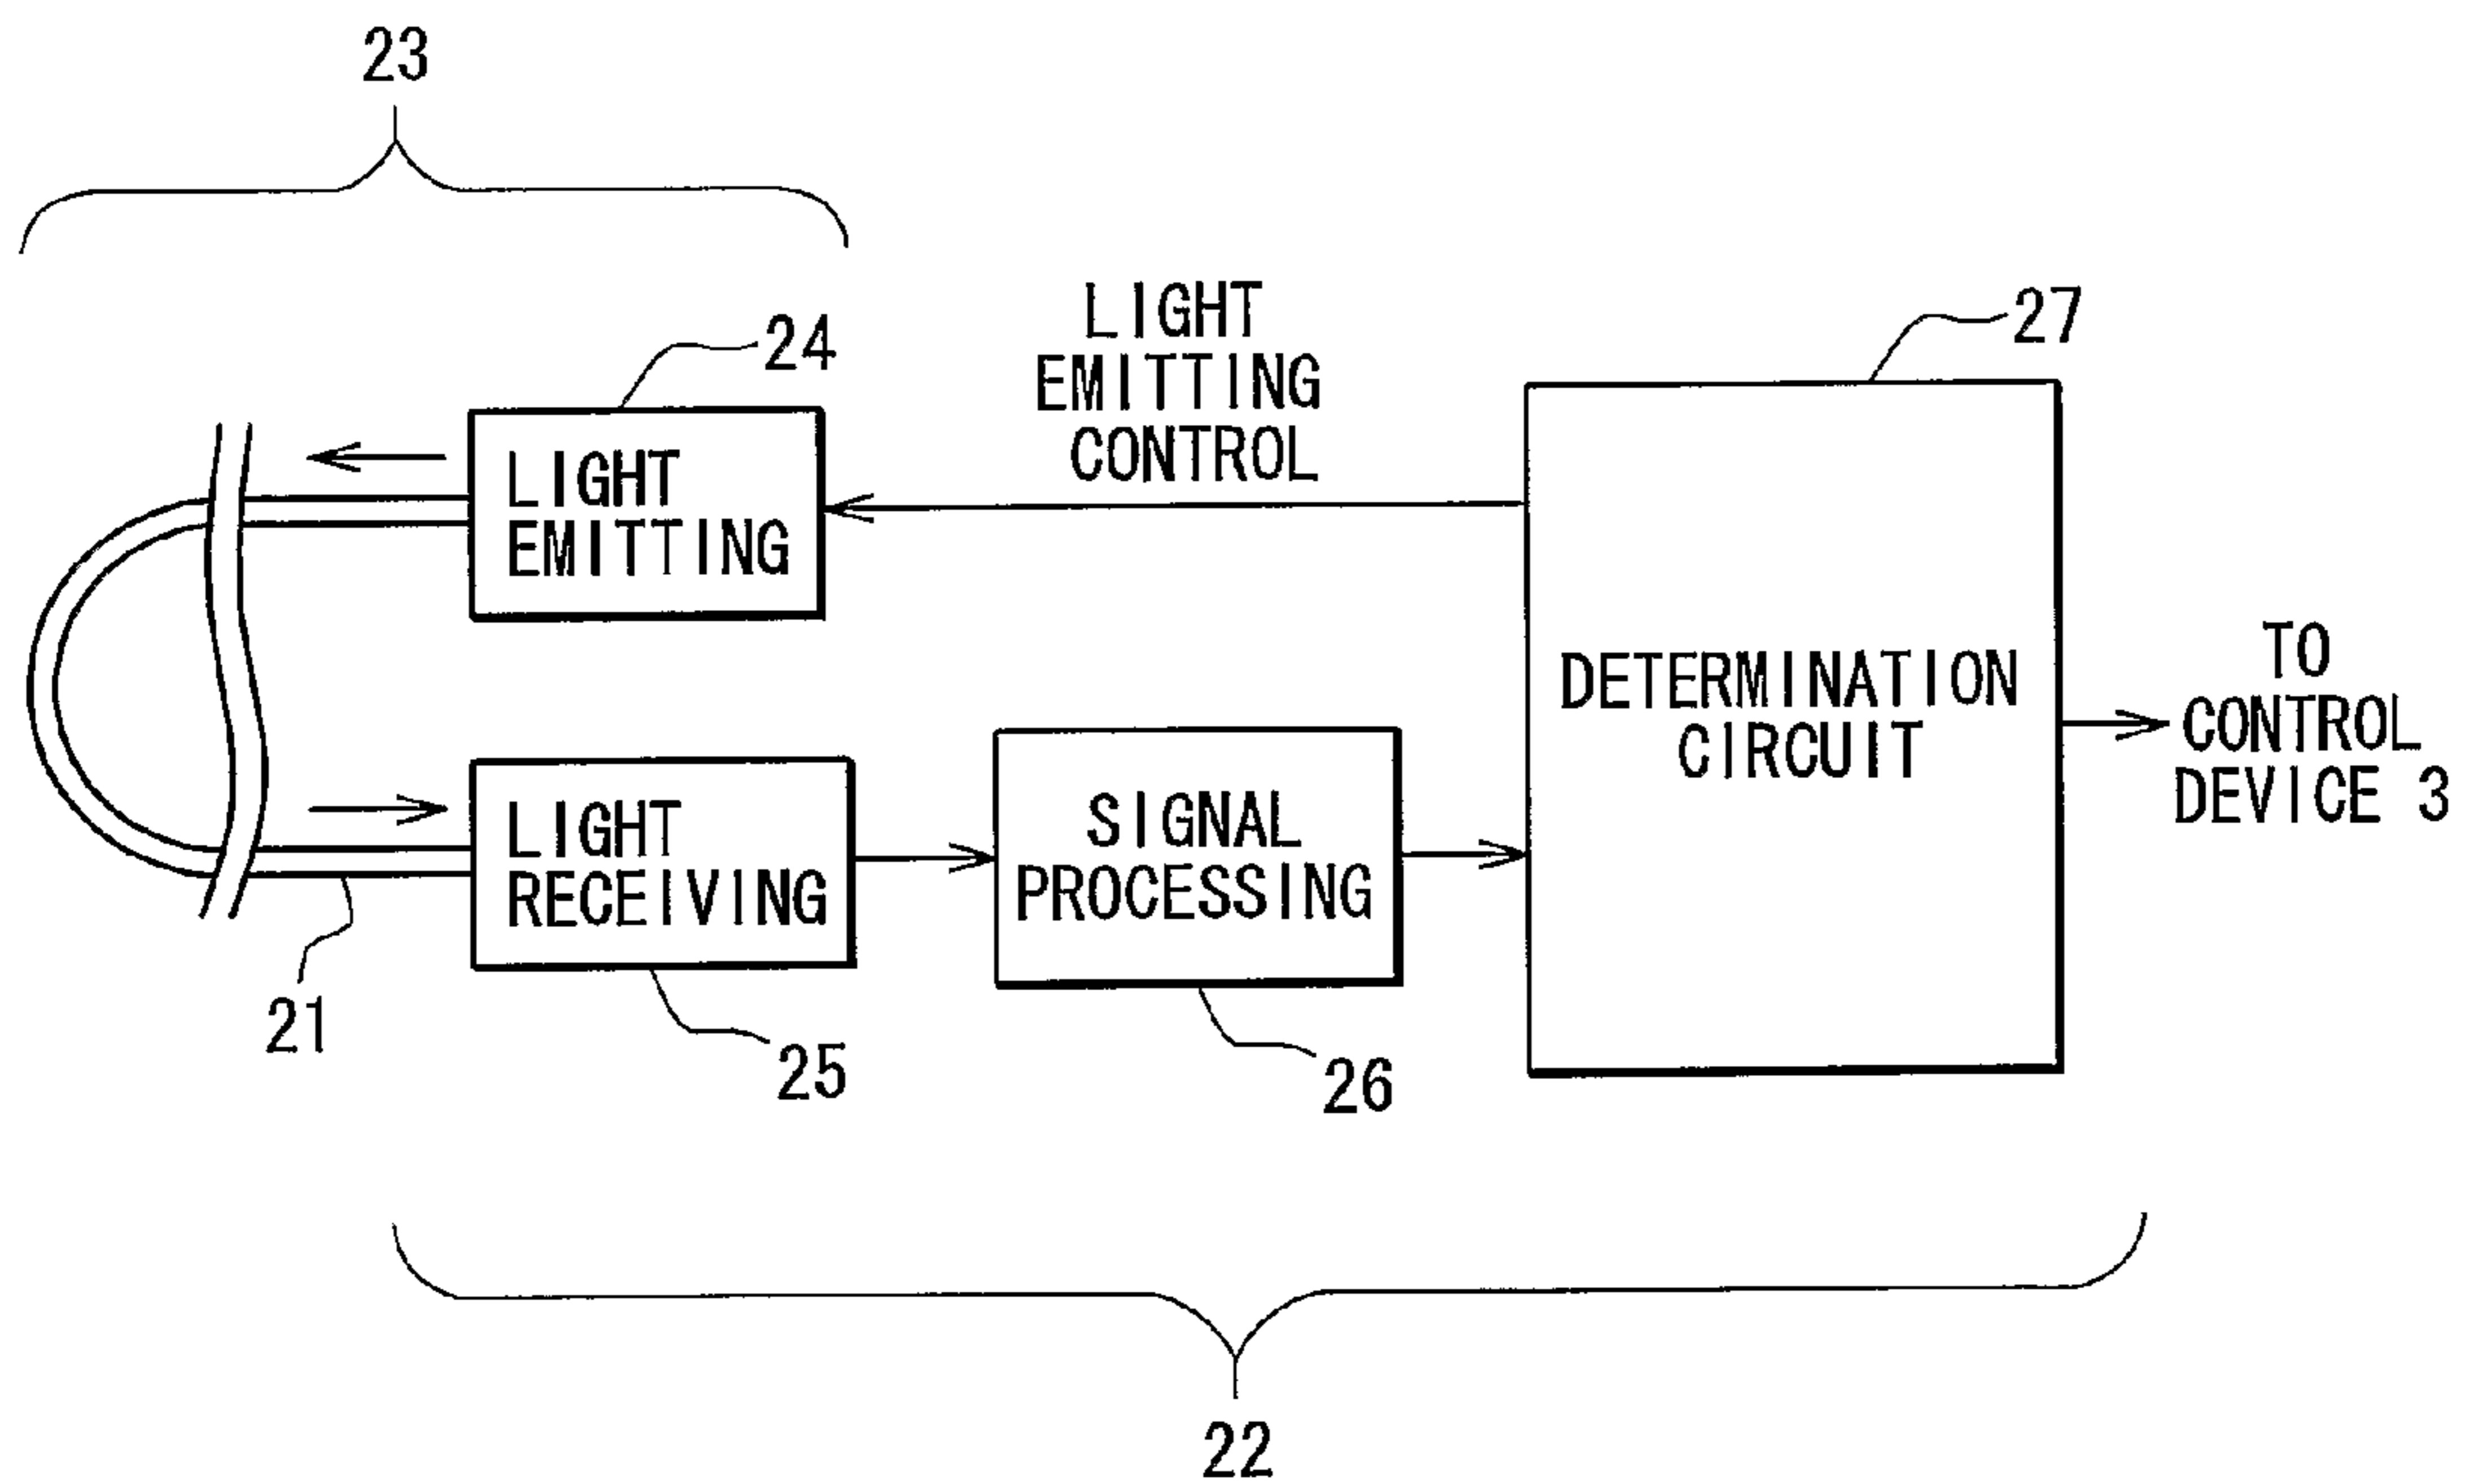 23
24
LIGHT
EMITTING
LIGHT
EMITTING
CONTROL
27
DETERMINATION
CIRCUIT
TO
CONTROL
DEVICE 3
LIGHT
RECEIVING
SIGNAL
PROCESSING
21
25
26
22